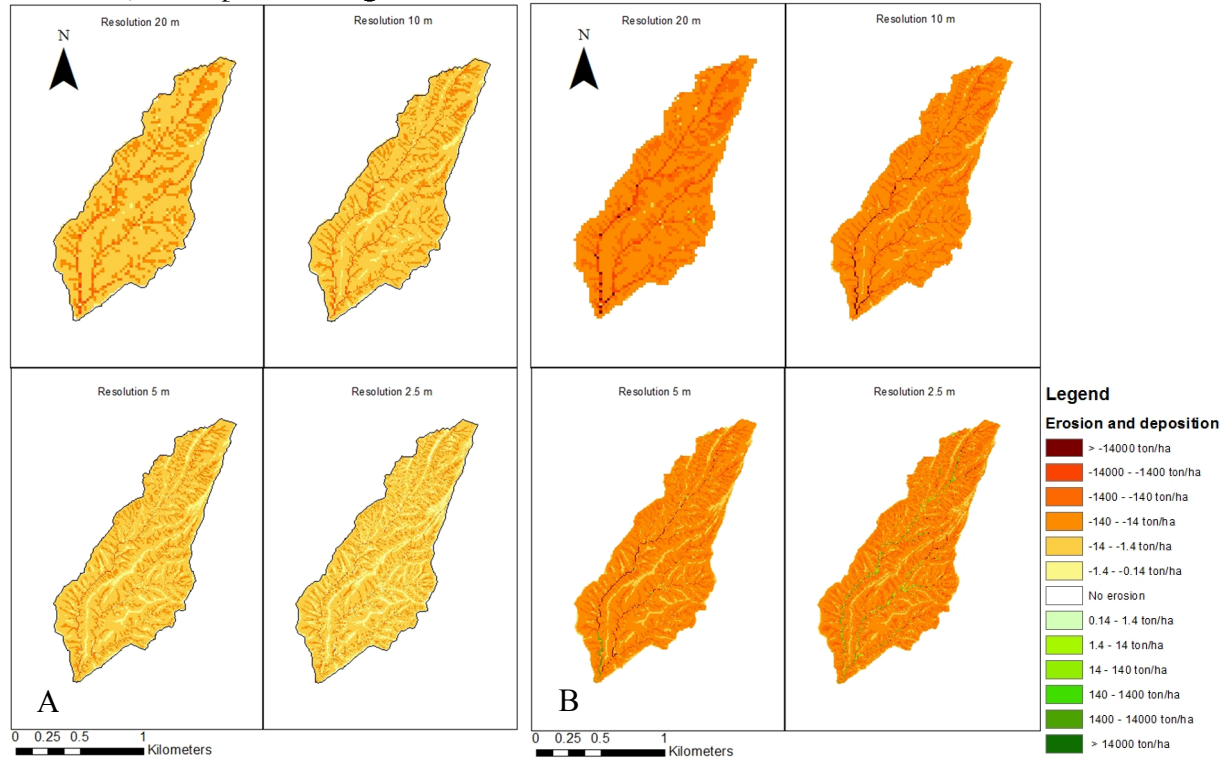 Resolution 20 m
Resolution 10 m
N
Resolution 5 m
Resolution 2.5 m
A
0 0.25 0.5 1
Kilometers
Resolution 20 m
Resolution 10 m
N
Resolution 5 m
Resolution 2.5 m
B
0 0.25 0.5 1
Kilometers
Legend
Erosion and deposition
> -14000 ton/ha
-14000 - -1400 ton/ha
-1400 - -140 ton/ha
-140 - -14 ton/ha
-14 - -1.4 ton/ha
-1.4 - -0.14 ton/ha
No erosion
0.14 - 1.4 ton/ha
1.4 - 14 ton/ha
14 - 140 ton/ha
140 - 1400 ton/ha
1400 - 14000 ton/ha
> 14000 ton/ha